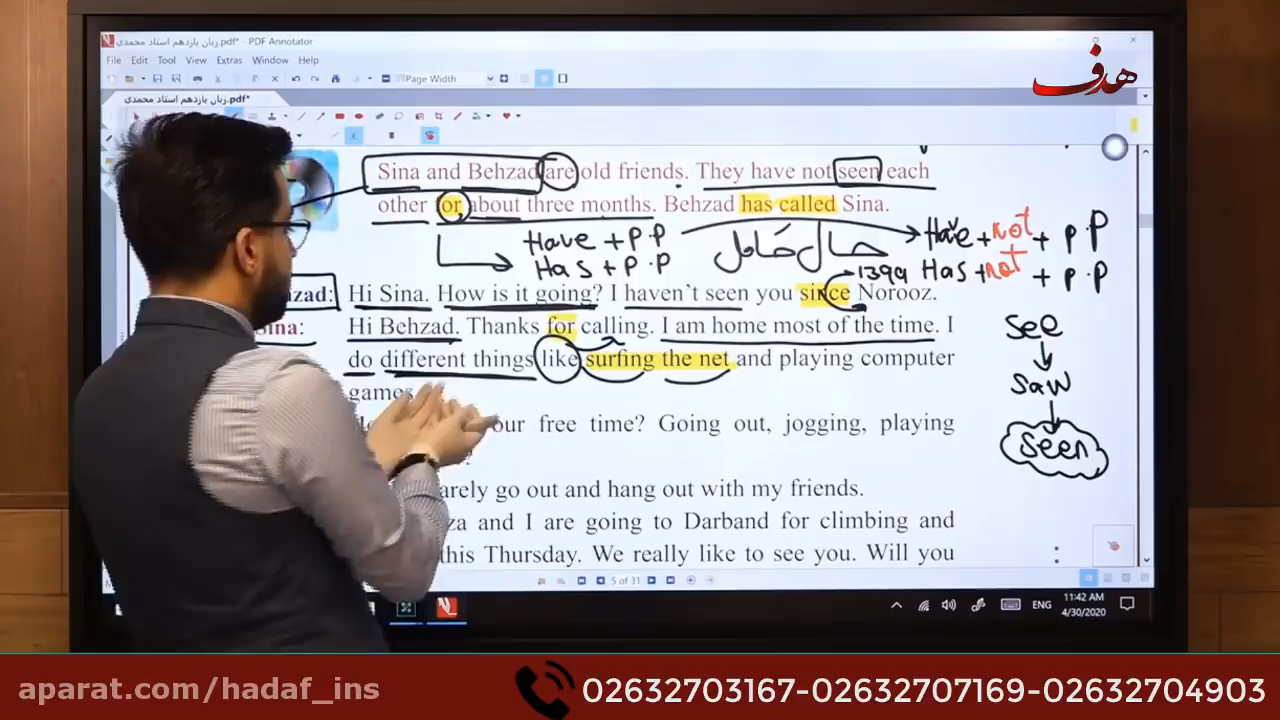 زبان یازدهم استاد محمدی.pdf* - PDF Annotator
File Edit Tool View Extras Window Help
هدف
Page Width
زبان یازدهم استاد محمدی.pdf*
Sina and Behzad are old friends. They have not seen each
other for about three months. Behzad has called Sina.
Have + P.P
Has + P.P
حال کامل
Have + not + P.P
Has + not + P.P
1399
hzad: Hi Sina. How is it going? I haven't seen you since Norooz.
Sina: Hi Behzad. Thanks for calling. I am home most of the time. I
do different things like surfing the net and playing computer
games
See
Saw
Seen
our free time? Going out, jogging, playing
arely go out and hang out with my friends.
za and I are going to Darband for climbing and
this Thursday. We really like to see you. Will you
5 of 31
ENG
11:42 AM
4/30/2020
aparat.com/hadaf_ins
02632703167-02632707169-02632704903